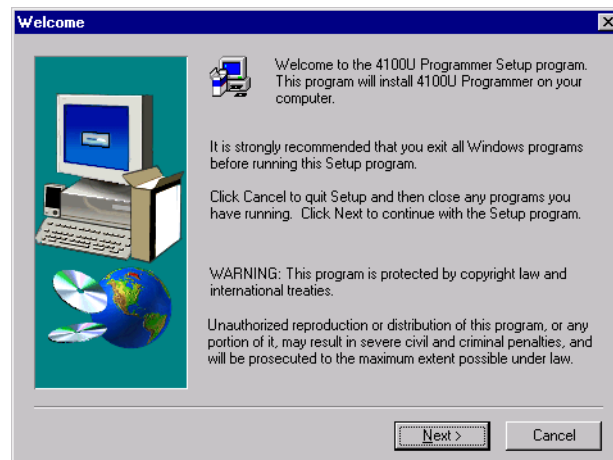 Welcome
Welcome to the 4100U Programmer Setup program.
This program will install 4100U Programmer on your
computer.
It is strongly recommended that you exit all Windows programs
before running this Setup program.
Click Cancel to quit Setup and then close any programs you
have running. Click Next to continue with the Setup program.
WARNING: This program is protected by copyright law and
international treaties.
Unauthorized reproduction or distribution of this program, or any
portion of it, may result in severe civil and criminal penalties, and
will be prosecuted to the maximum extent possible under law.
Next >
Cancel